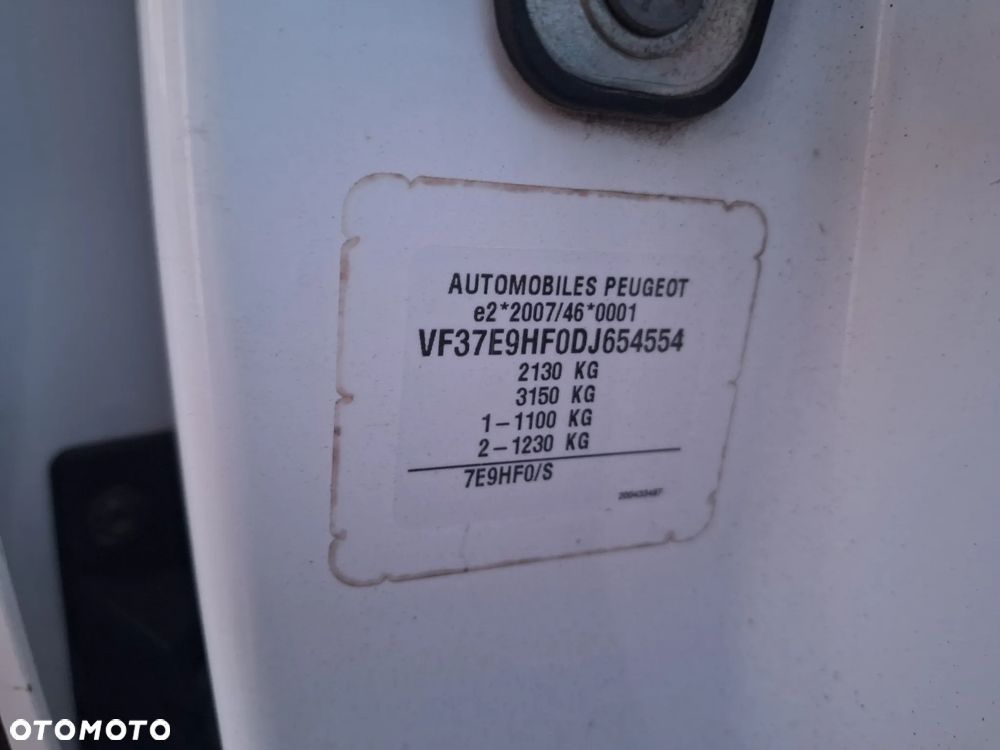 AUTOMOBILES PEUGEOT
e2*2007/46*0001
VF37E9HF0DJ654554
2130 KG
3150 KG
1-1100 KG
2-1230 KG
7E9HF0/S
200433487
OTOMOTO